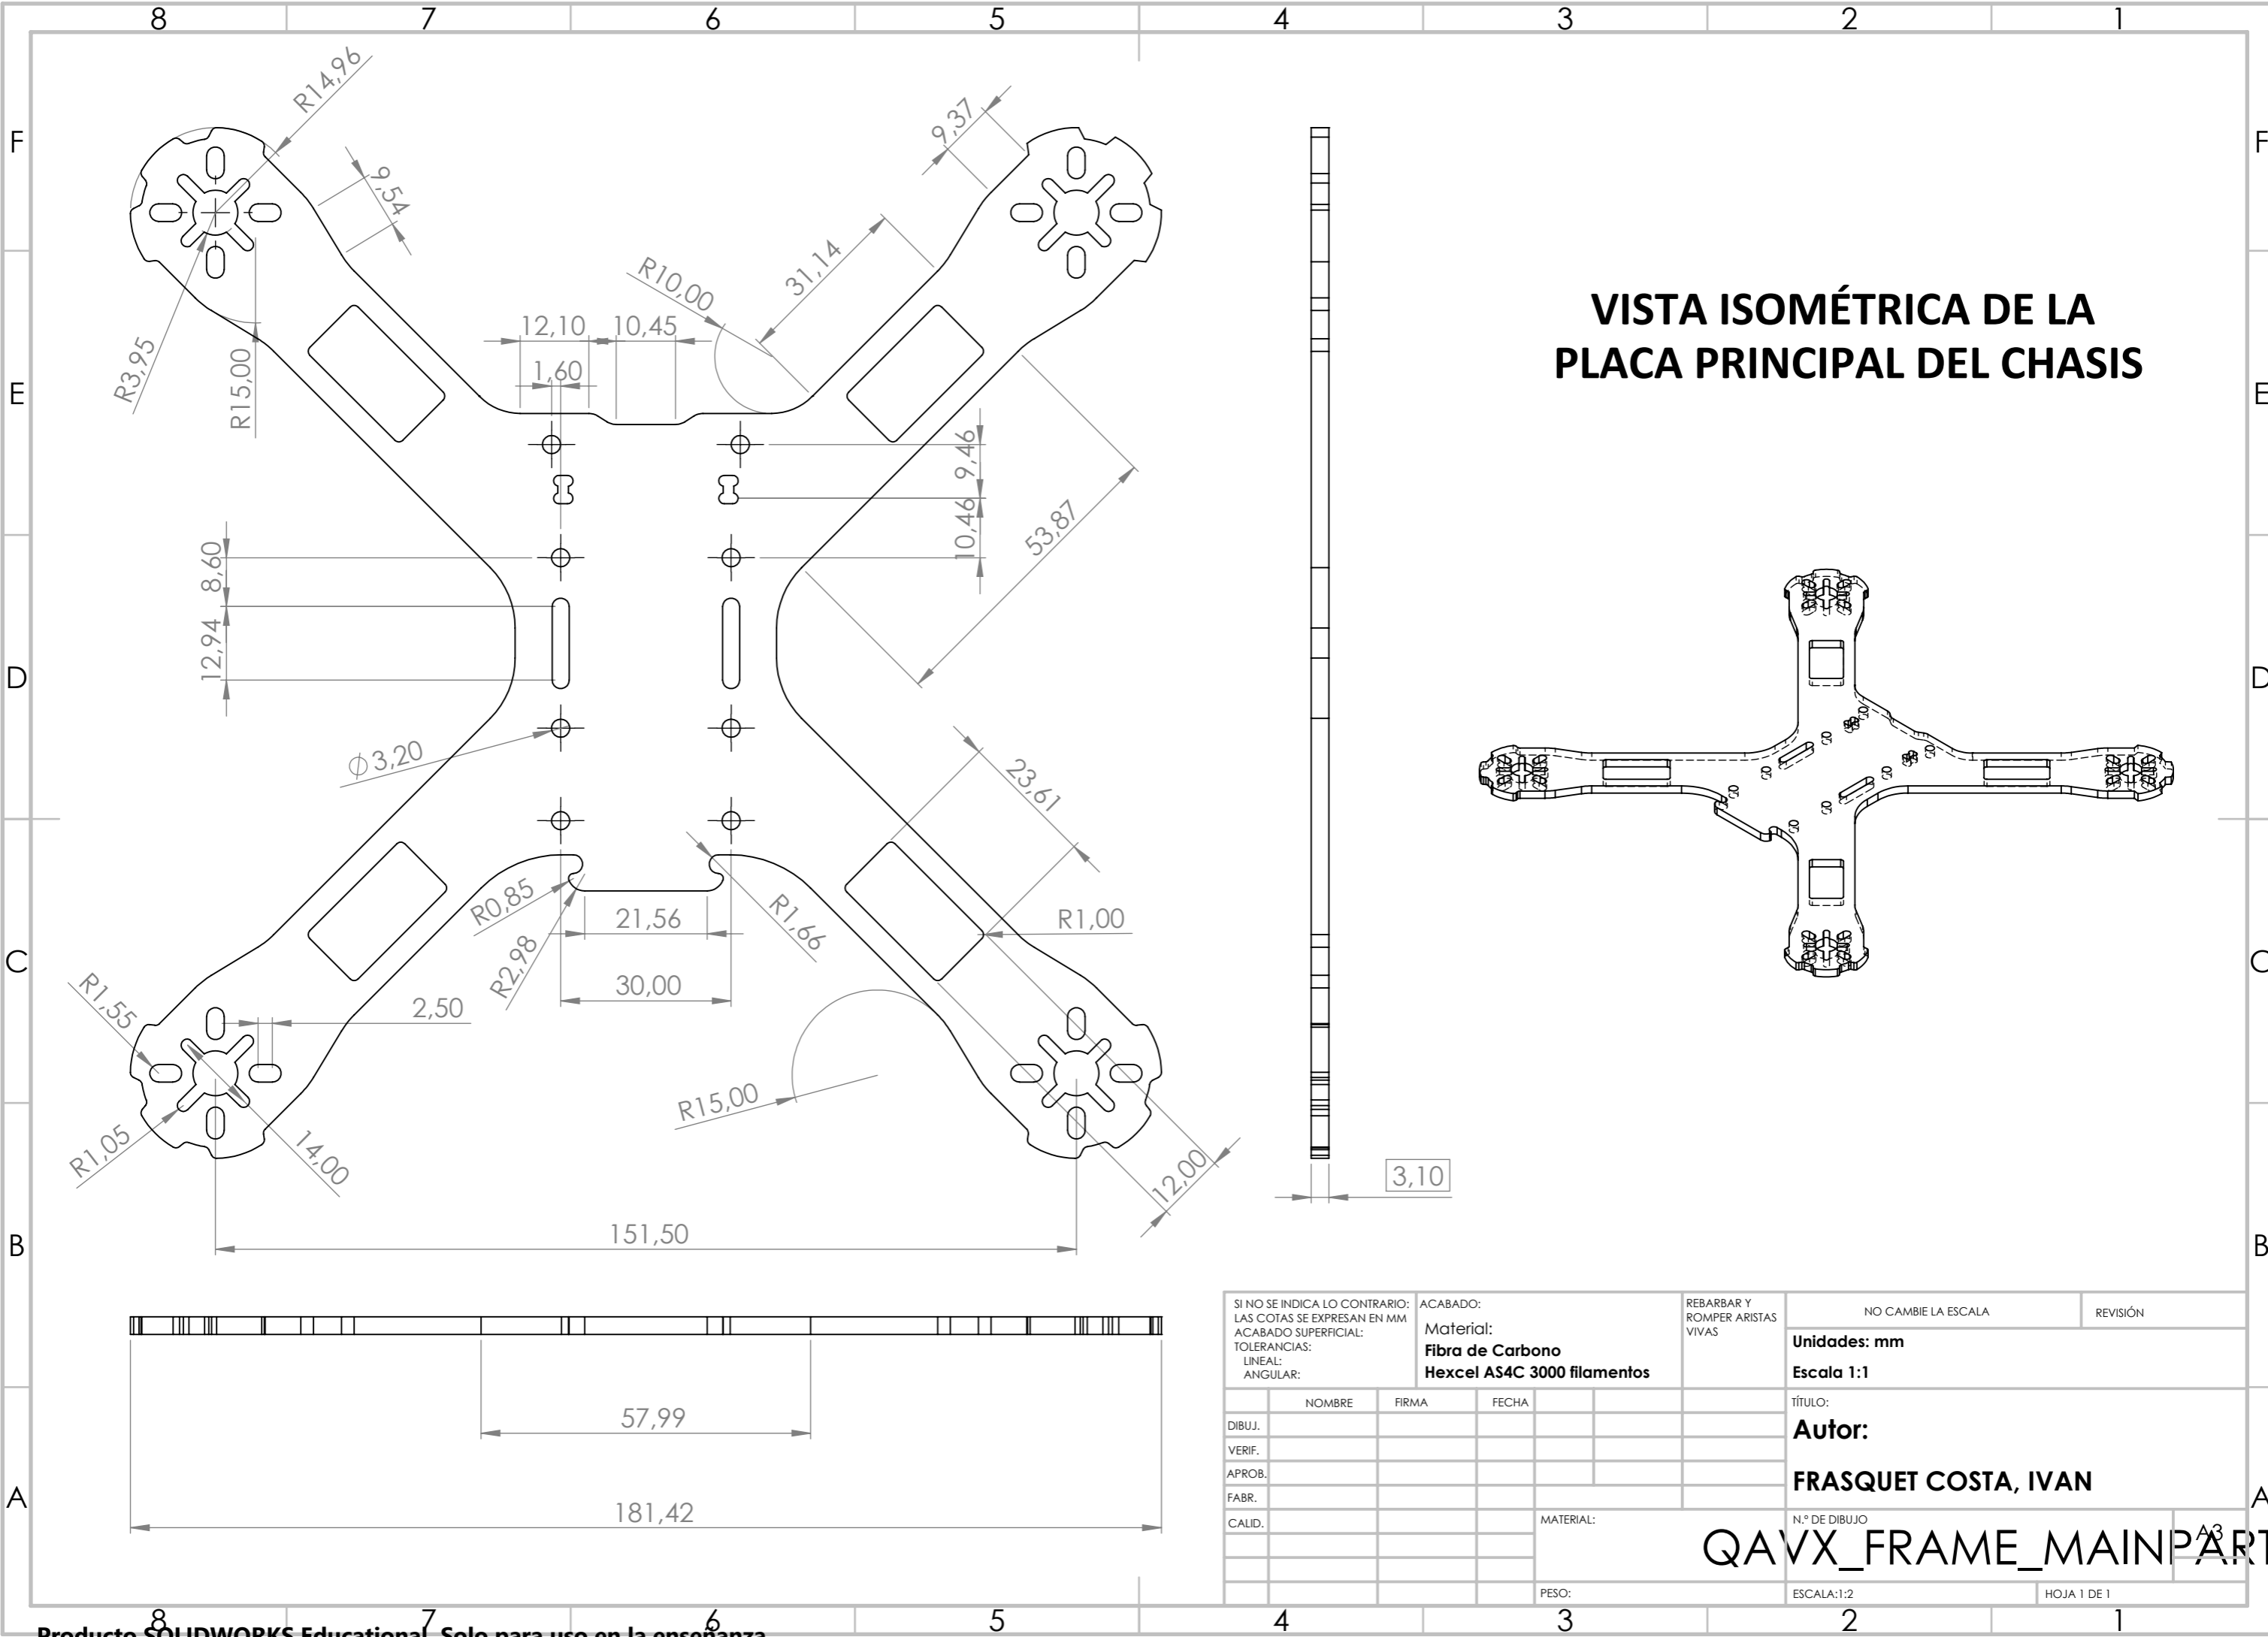 8 7 6 5 4 3 2 1
F
F
E
E
D
D
C
C
B
B
A
A
R14,96
9,54
R3,95
R15,00
9,37
31,14
R10,00
12,10
10,45
1,60
9,46
10,46
53,87
8,60
12,94
∅3,20
23,61
R0,85
R2,98
21,56
R1,66
30,00
R1,00
R1,55
2,50
R1,05
14,00
R15,00
12,00
151,50
3,10
57,99
181,42
VISTA ISOMÉTRICA DE LA
PLACA PRINCIPAL DEL CHASIS
SI NO SE INDICA LO CONTRARIO:
LAS COTAS SE EXPRESAN EN MM
ACABADO SUPERFICIAL:
TOLERANCIAS:
LINEAL:
ANGULAR:
ACABADO:
Material:
Fibra de Carbono
Hexcel AS4C 3000 filamentos
REBARBAR Y
ROMPER ARISTAS
VIVAS
NO CAMBIE LA ESCALA
REVISIÓN
Unidades: mm
Escala 1:1
NOMBRE FIRMA FECHA
DIBUJ.
VERIF.
APROB.
FABR.
CALID.
TÍTULO:
Autor:
FRASQUET COSTA, IVAN
MATERIAL:
N.º DE DIBUJO
QAVX_FRAME_MAINPART
A3
PESO:
ESCALA:1:2
HOJA 1 DE 1
8 7 6 5 4 3 2 1
Producto SOLIDWORKS Educational. Solo para uso en la enseñanza.